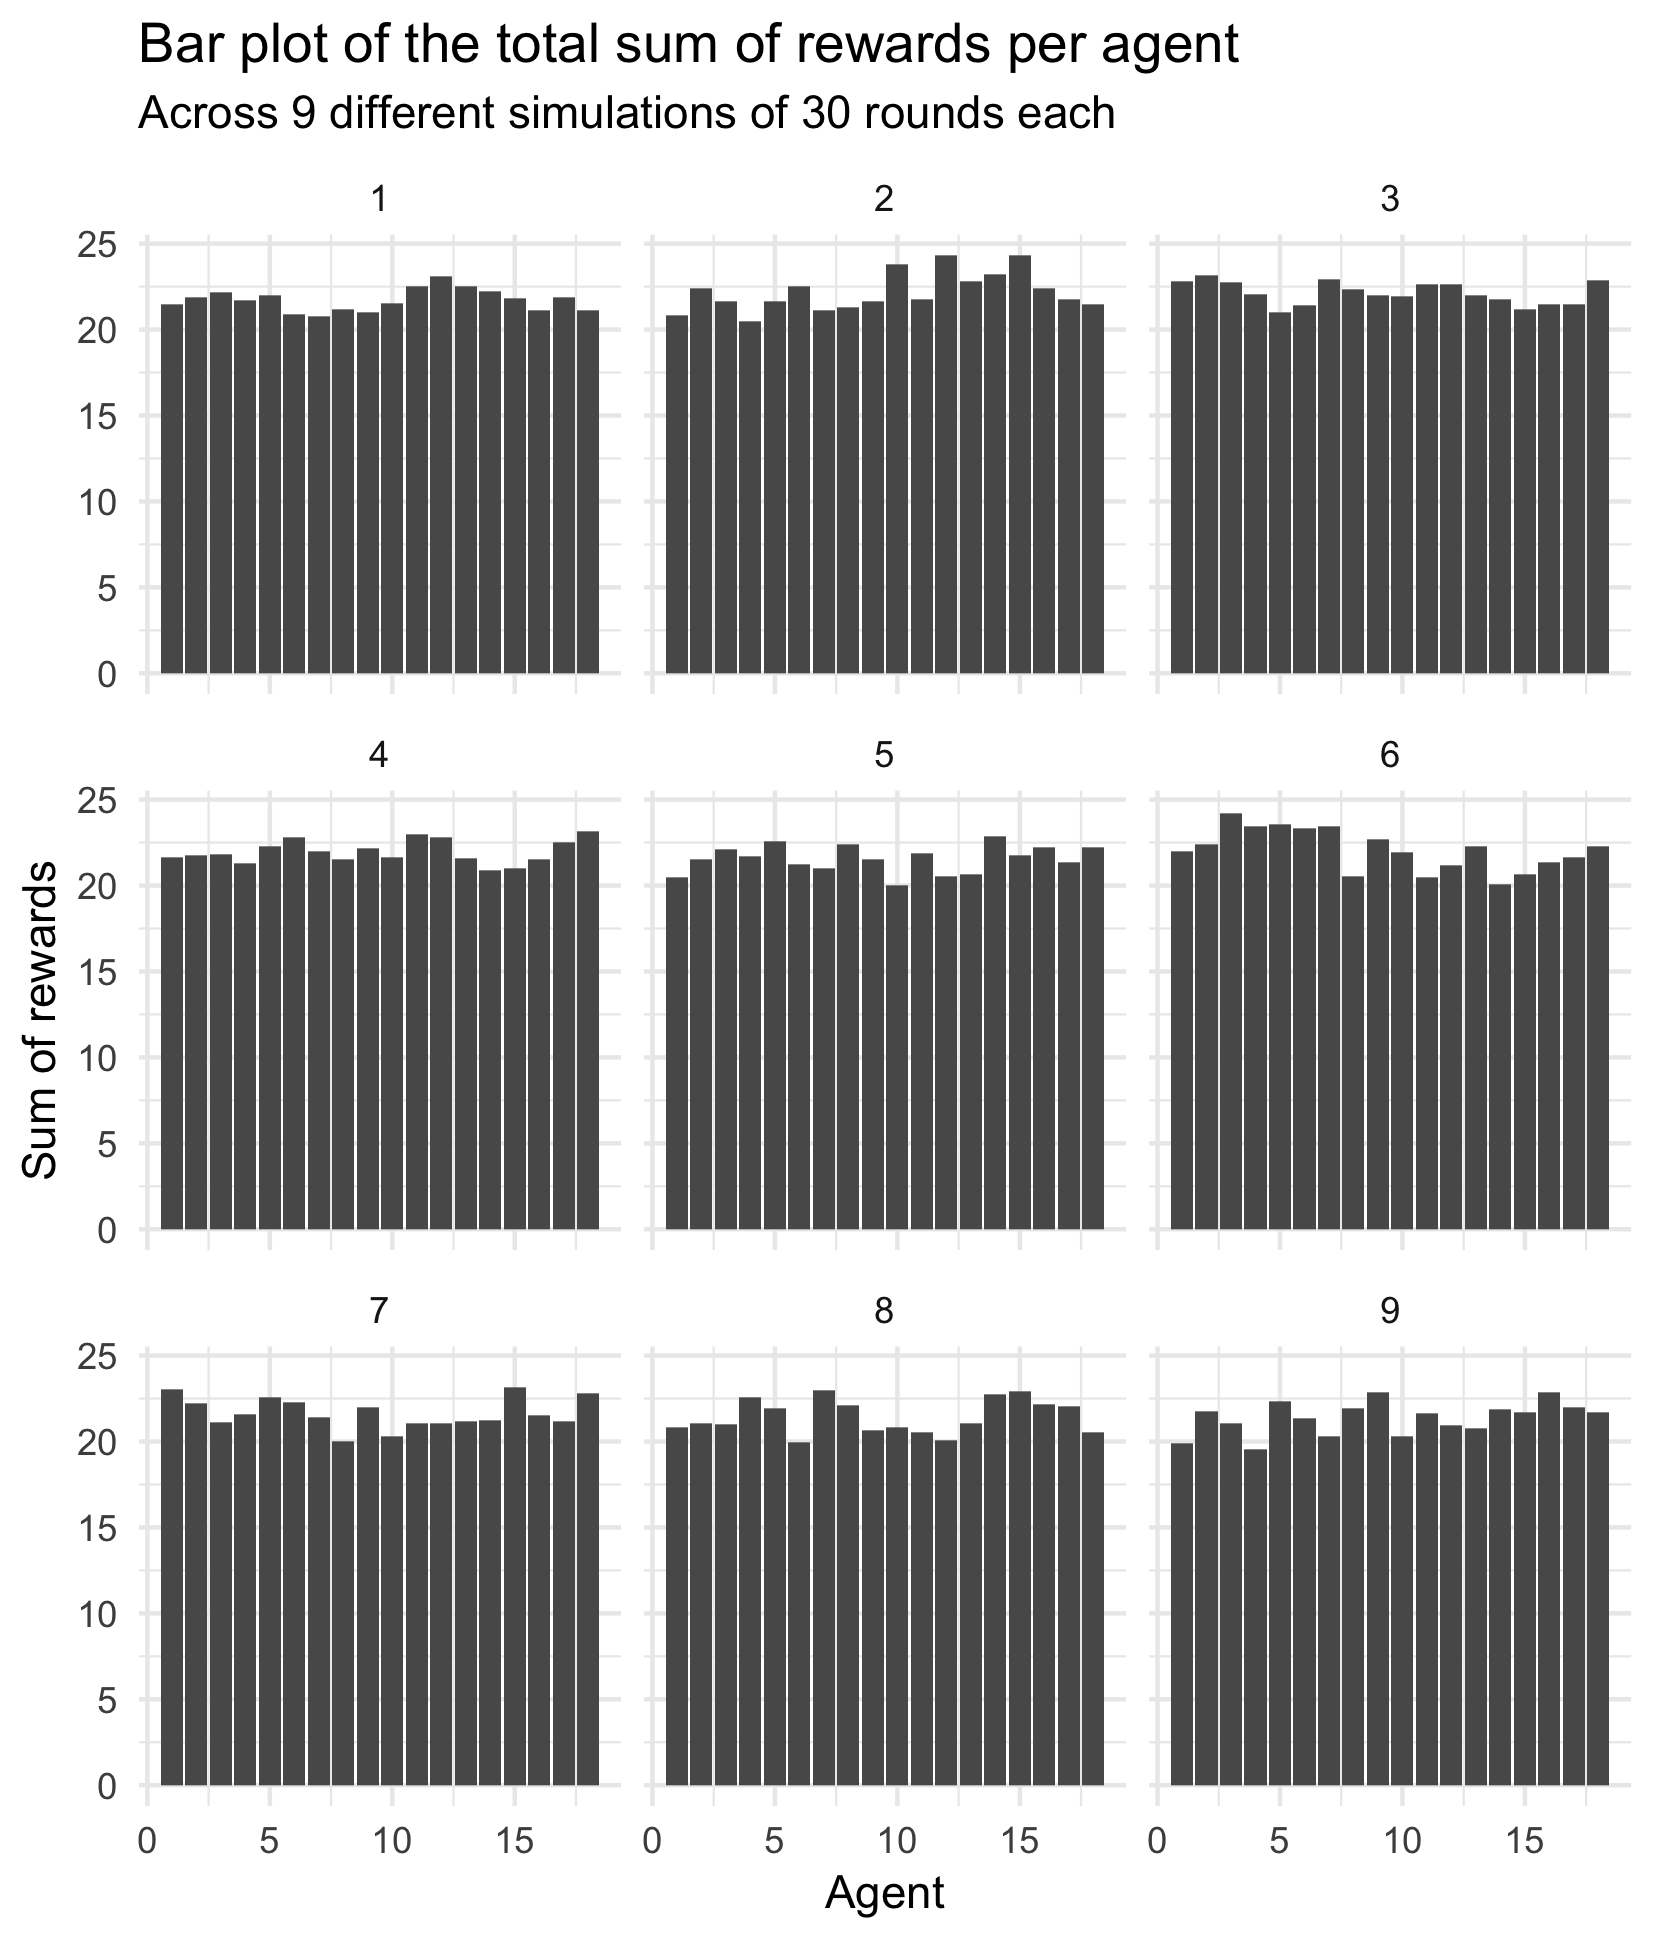 Bar plot of the total sum of rewards per agent
Across 9 different simulations of 30 rounds each
1 2 3
25
20
15
10
5
0
4 5 6
25
20
15
10
5
0
Sum of rewards
7 8 9
25
20
15
10
5
0
0 5 10 15 0 5 10 15 0 5 10 15
Agent